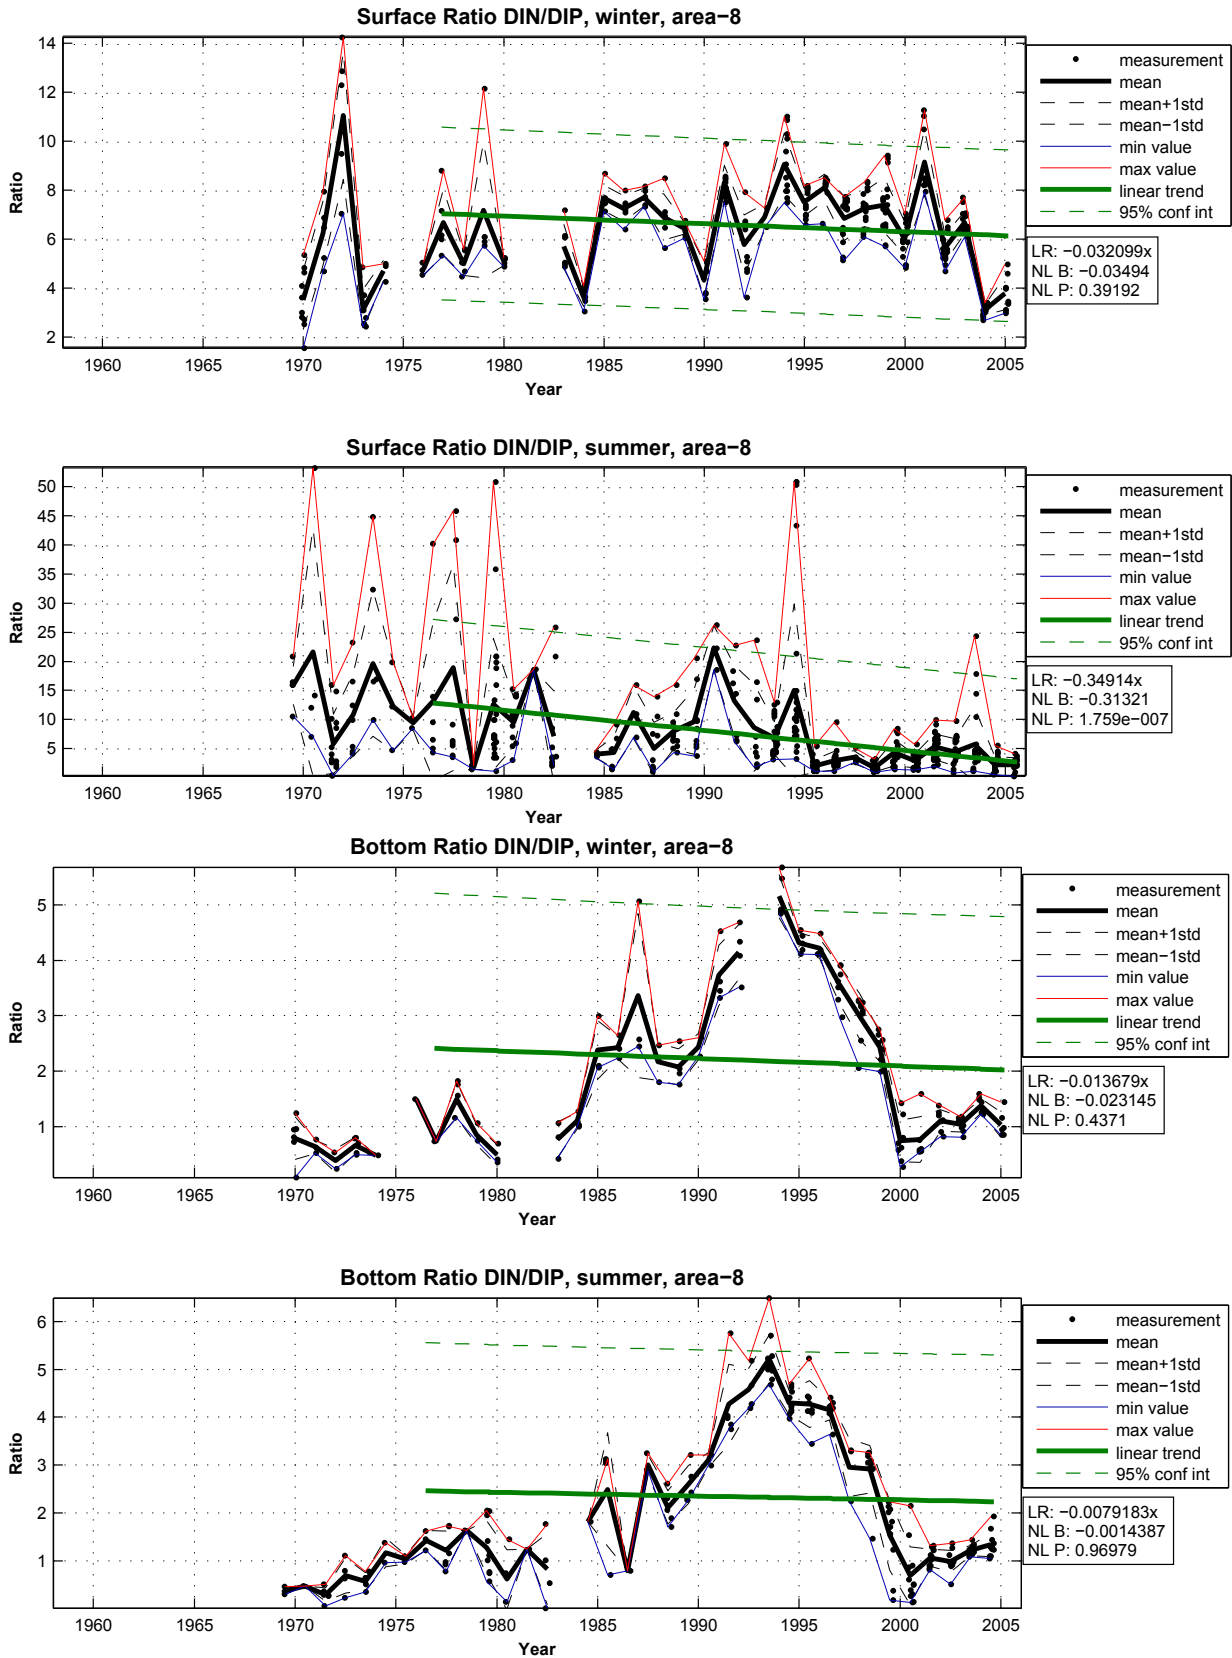 Surface Ratio DIN/DIP, winter, area−8
14
12
10
8
6
4
2
Ratio
1960 1965 1970 1975 1980 1985 1990 1995 2000 2005
Year
measurement
mean
mean+1std
mean−1std
min value
max value
linear trend
95% conf int
LR: −0.032099x
NL B: −0.03494
NL P: 0.39192
Surface Ratio DIN/DIP, summer, area−8
50
45
40
35
30
25
20
15
10
5
Ratio
1960 1965 1970 1975 1980 1985 1990 1995 2000 2005
Year
measurement
mean
mean+1std
mean−1std
min value
max value
linear trend
95% conf int
LR: −0.34914x
NL B: −0.31321
NL P: 1.759e−007
Bottom Ratio DIN/DIP, winter, area−8
5
4
3
2
1
Ratio
1960 1965 1970 1975 1980 1985 1990 1995 2000 2005
Year
measurement
mean
mean+1std
mean−1std
min value
max value
linear trend
95% conf int
LR: −0.013679x
NL B: −0.023145
NL P: 0.4371
Bottom Ratio DIN/DIP, summer, area−8
6
5
4
3
2
1
Ratio
1960 1965 1970 1975 1980 1985 1990 1995 2000 2005
Year
measurement
mean
mean+1std
mean−1std
min value
max value
linear trend
95% conf int
LR: −0.0079183x
NL B: −0.0014387
NL P: 0.96979